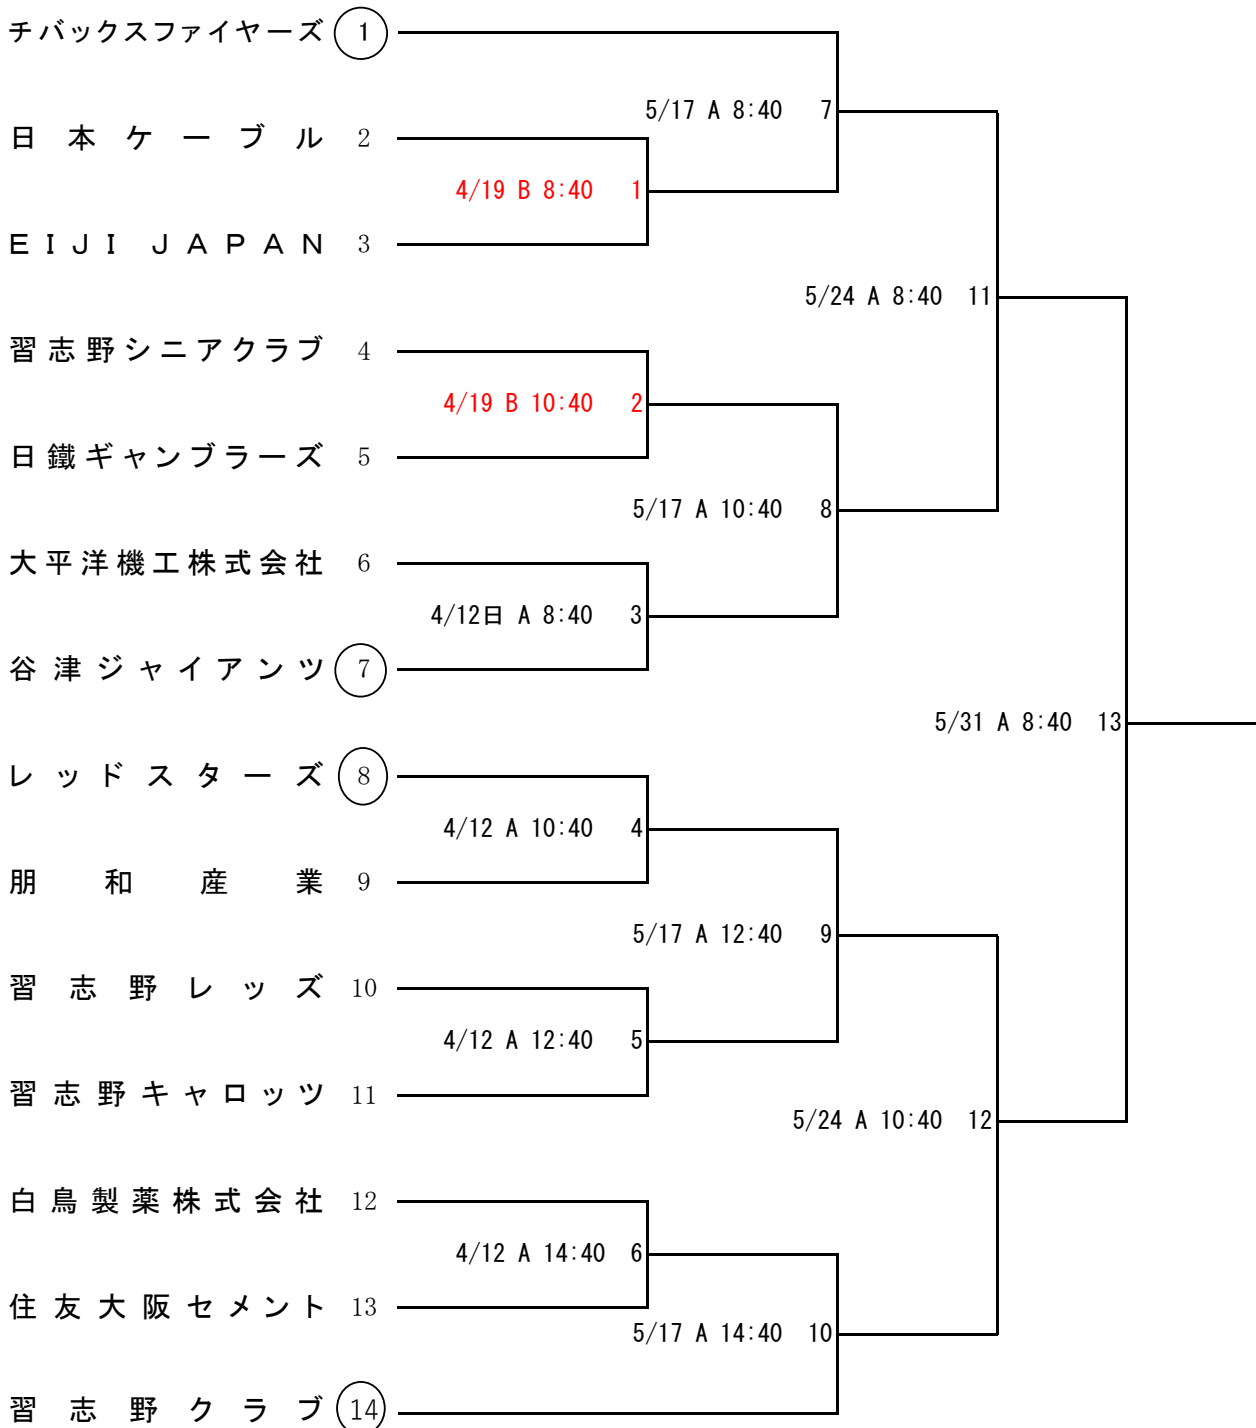 チバックスファイヤーズ 1
5/17 A 8:40 7
日本ケーブル 2
4/19 B 8:40 1
EIJI JAPAN 3
5/24 A 8:40 11
習志野シニアクラブ 4
4/19 B 10:40 2
日鐵ギャンブラーズ 5
5/17 A 10:40 8
大平洋機工株式会社 6
4/12日 A 8:40 3
谷津ジャイアンツ 7
5/31 A 8:40 13
レッドスターズ 8
4/12 A 10:40 4
朋和産業 9
5/17 A 12:40 9
習志野レッズ 10
4/12 A 12:40 5
習志野キャロッツ 11
5/24 A 10:40 12
白鳥製薬株式会社 12
4/12 A 14:40 6
住友大阪セメント 13
5/17 A 14:40 10
習志野クラブ 14